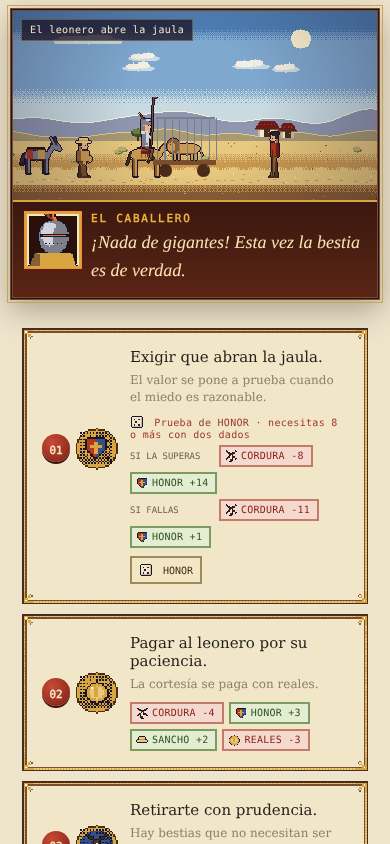 El leonero abre la jaula
EL CABALLERO
¡Nada de gigantes! Esta vez la bestia
es de verdad.
Exigir que abran la jaula.
El valor se pone a prueba cuando
el miedo es razonable.
Prueba de HONOR · necesitas 8
o más con dos dados
01
SI LA SUPERAS CORDURA -8
HONOR +14
SI FALLAS CORDURA -11
HONOR +1
HONOR
Pagar al leonero por su
paciencia.
La cortesía se paga con reales.
02
CORDURA -4 HONOR +3
SANCHO +2 REALES -3
Retirarte con prudencia.
Hay bestias que no necesitan ser
03